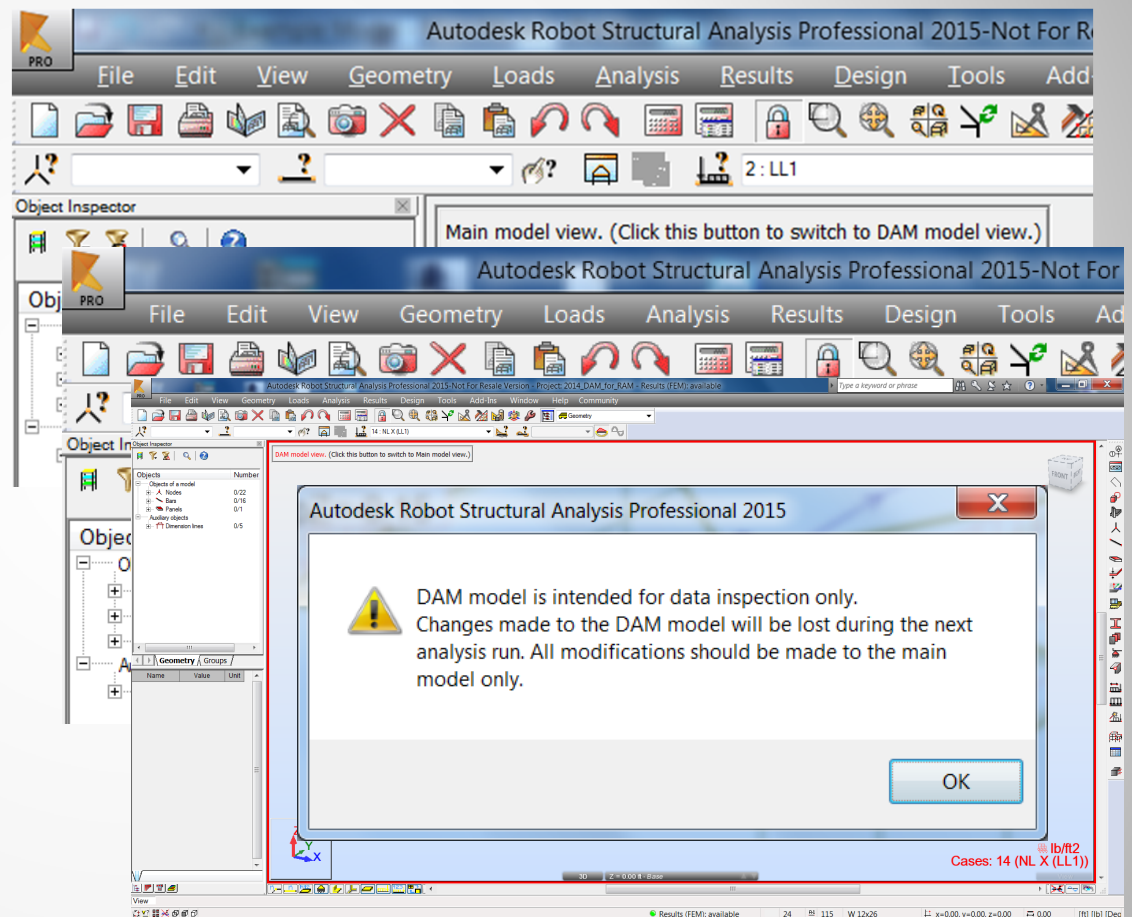 Autodesk Robot Structural Analysis Professional 2015-Not For R
PRO
File Edit View Geometry Loads Analysis Results Design Tools Add-
2 : LL1
Object Inspector
Main model view. (Click this button to switch to DAM model view.)
Obj
Autodesk Robot Structural Analysis Professional 2015-Not For
PRO
File Edit View Geometry Loads Analysis Results Design Tools Ad
Object In
Objec
O
A
Autodesk Robot Structural Analysis Professional 2015-Not For Resale Version - Project: 2014_DAM_for_RAM - Results (FEM): available
Type a keyword or phrase
PRO
File Edit View Geometry Loads Analysis Results Design Tools Add-Ins Window Help Community
Geometry
14 : NL X (LL1)
Object Inspector
DAM model view. (Click this button to switch to Main model view.)
Objects Number
Objects of a model
Nodes 0/22
Bars 0/16
Panels 0/1
Auxiliary objects
Dimension lines 0/5
Geometry Groups
Name Value Unit
FRONT
Autodesk Robot Structural Analysis Professional 2015
DAM model is intended for data inspection only.
Changes made to the DAM model will be lost during the next
analysis run. All modifications should be made to the main
model only.
OK
Z
Y
X
lb/ft2
Cases: 14 (NL X (LL1))
3D Z = 0.00 ft - Base
View
Results (FEM): available 24 115 W 12x26 x=0.00, y=0.00, z=0.00 0.00 [ft] [lb] [Deg